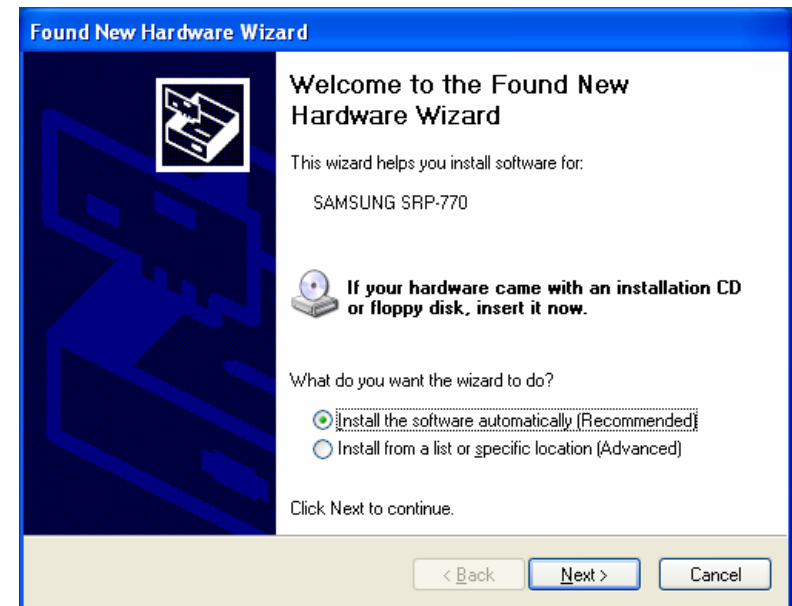 Found New Hardware Wizard
Welcome to the Found New
Hardware Wizard
This wizard helps you install software for:
SAMSUNG SRP-770
If your hardware came with an installation CD
or floppy disk, insert it now.
What do you want the wizard to do?
Install the software automatically (Recommended)
Install from a list or specific location (Advanced)
Click Next to continue.
< Back Next > Cancel